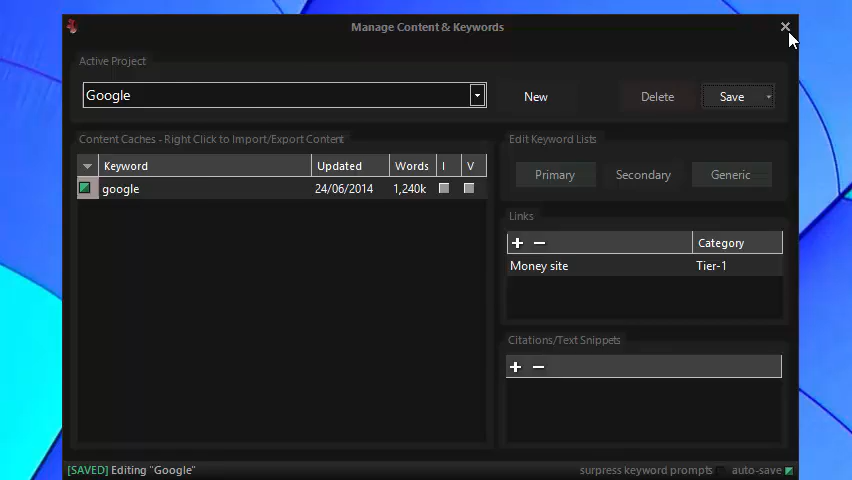 Manage Content & Keywords
Active Project
Google
New
Delete
Save
Content Caches - Right Click to Import/Export Content
Keyword Updated Words I V
google 24/06/2014 1,240k
Edit Keyword Lists
Primary Secondary Generic
Links
+ − Category
Money site Tier-1
Citations/Text Snippets
+ −
[SAVED] Editing "Google"
surpress keyword prompts auto-save